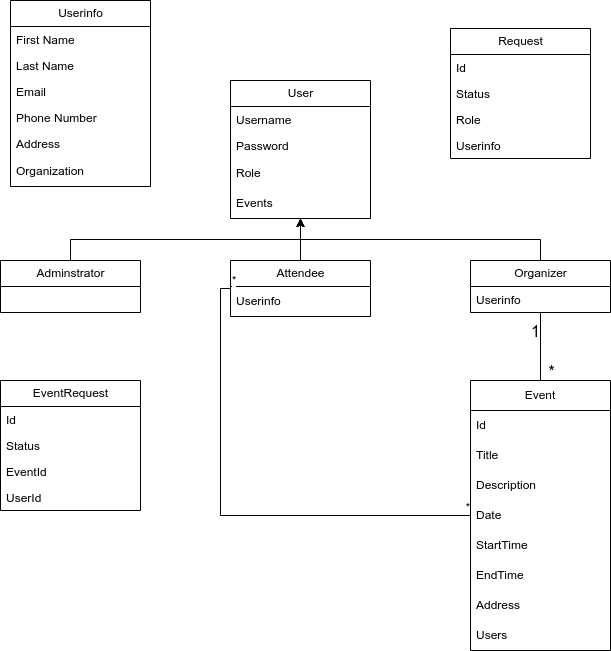 Userinfo
First Name
Last Name
Email
Phone Number
Address
Organization
User
Username
Password
Role
Events
Request
Id
Status
Role
Userinfo
Adminstrator
*
Attendee
Userinfo
Organizer
Userinfo
1
*
EventRequest
Id
Status
EventId
UserId
Event
Id
Title
Description
*
Date
StartTime
EndTime
Address
Users